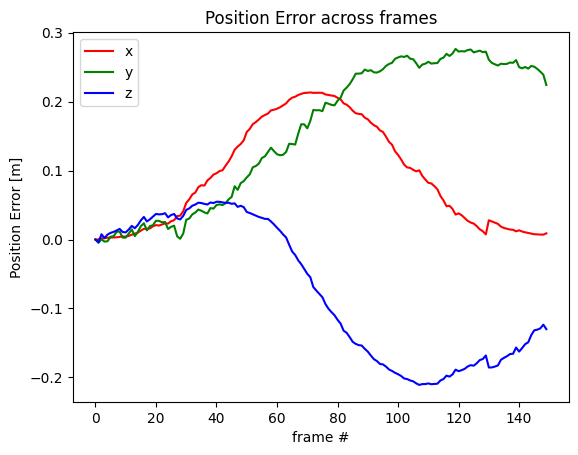 Position Error across frames
x
y
z
Position Error [m]
0.3
0.2
0.1
0.0
−0.1
−0.2
0 20 40 60 80 100 120 140
frame #